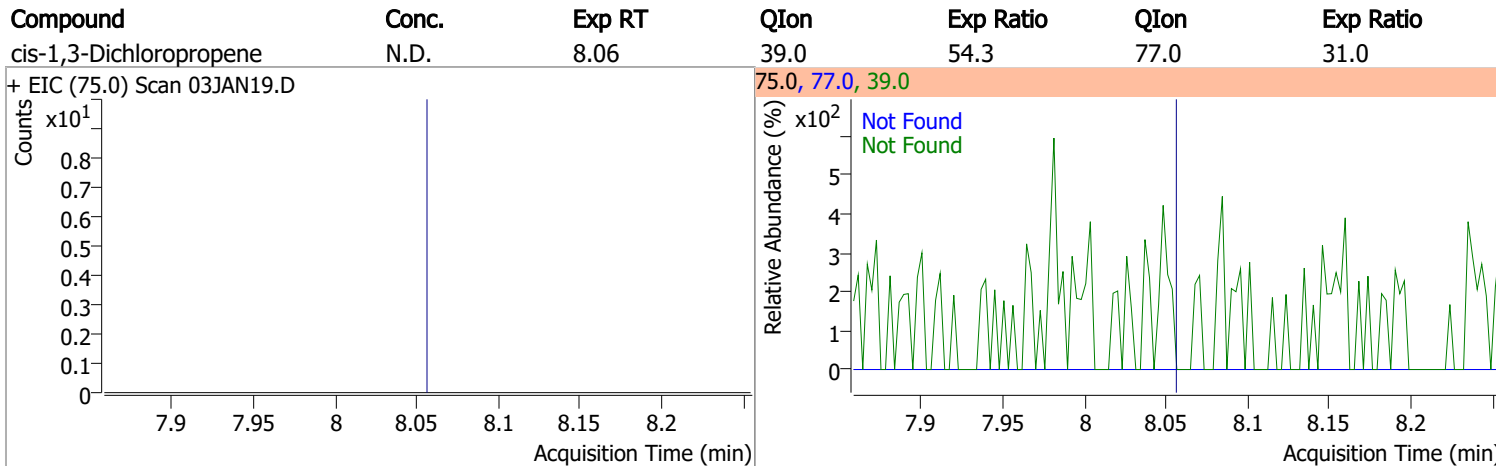 Compound Conc. Exp RT QIon Exp Ratio QIon Exp Ratio
cis-1,3-Dichloropropene N.D. 8.06 39.0 54.3 77.0 31.0
+ EIC (75.0) Scan 03JAN19.D
Counts
x10^1
0.8
0.7
0.6
0.5
0.4
0.3
0.2
0.1
0
7.9 7.95 8 8.05 8.1 8.15 8.2
Acquisition Time (min)
75.0, 77.0, 39.0
Relative Abundance (%)
x10^2
Not Found
Not Found
5
4
3
2
1
0
7.9 7.95 8 8.05 8.1 8.15 8.2
Acquisition Time (min)